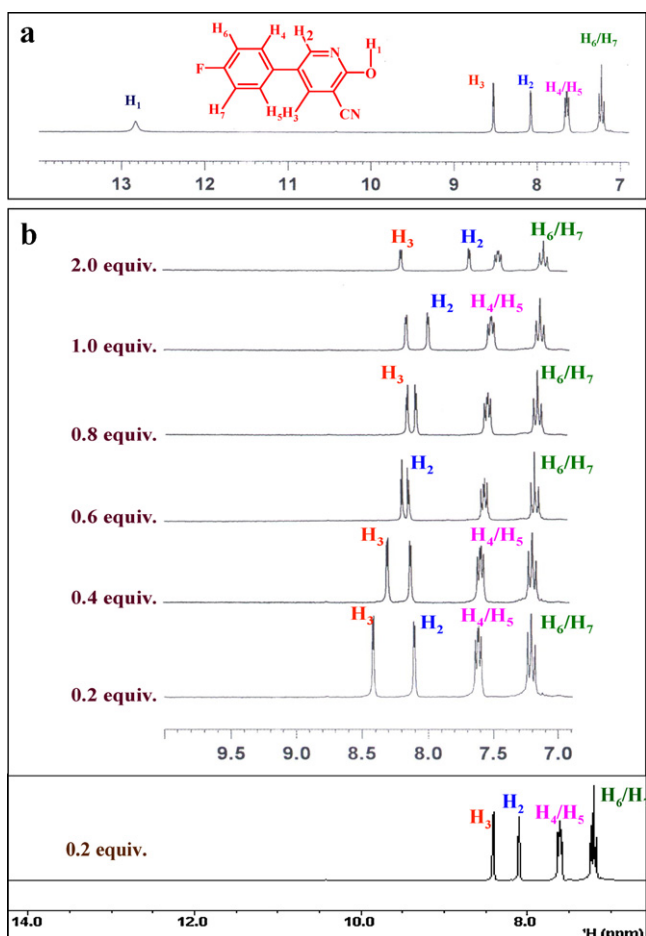 a
H₆ H₄ H2 H₁
F N O
H₇ H₅ H₃ CN
H₁ H₃ H₂ H₄/H₅ H₆/H₇
13 12 11 10 9 8 7
b
2.0 equiv. H₃ H₂ H₆/H₇
1.0 equiv. H₂ H₄/H₅
0.8 equiv. H₃ H₆/H₇
0.6 equiv. H₂ H₆/H₇
0.4 equiv. H₃ H₄/H₅
0.2 equiv. H₃ H₂ H₄/H₅ H₆/H₇
9.5 9.0 8.5 8.0 7.5 7.0
0.2 equiv. H₃ H₂ H₄/H₅ H₆/H
14.0 12.0 10.0 8.0 ¹H (ppm)